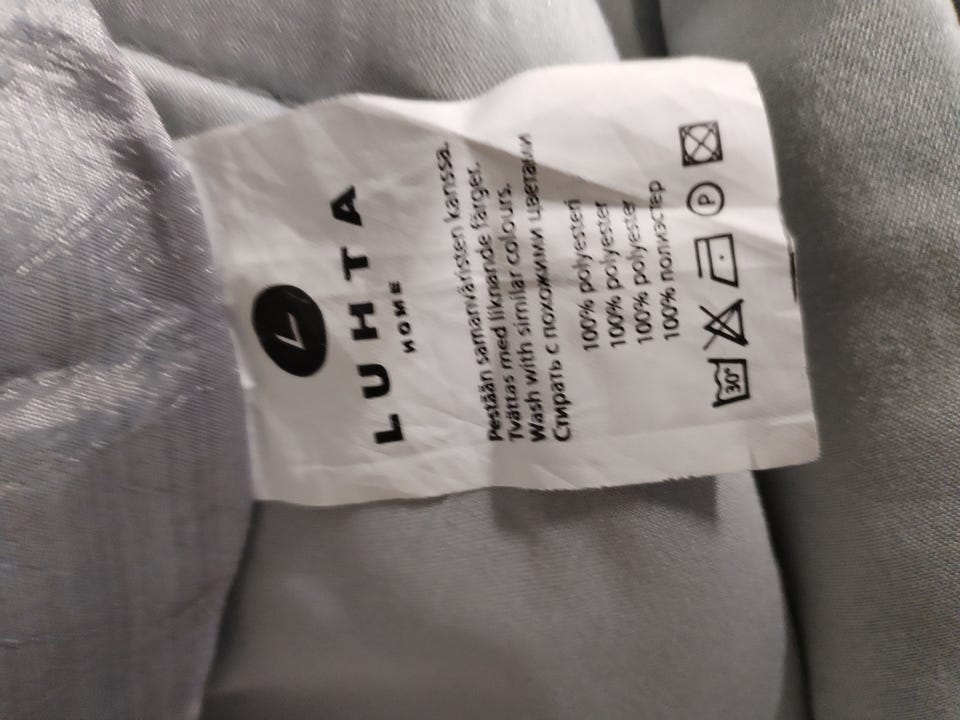 LUHTA
HOME
Pestään samanväristen kanssa.
Tvättas med liknande färger.
Wash with similar colours.
Стирать с похожими цветами
100% polyesteri
100% polyester
100% polyester
100% полиэстер
30° P